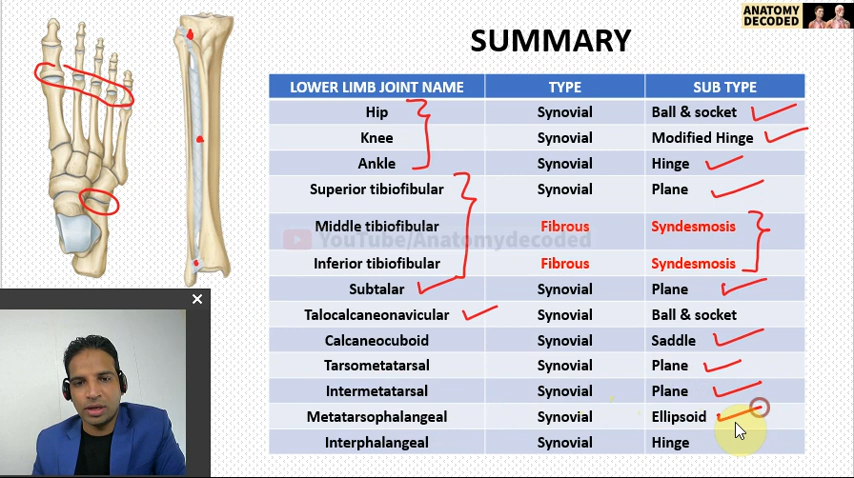 ANATOMY
DECODED
SUMMARY
LOWER LIMB JOINT NAME TYPE SUB TYPE
Hip Synovial Ball & socket
Knee Synovial Modified Hinge
Ankle Synovial Hinge
Superior tibiofibular Synovial Plane
Middle tibiofibular Fibrous Syndesmosis
YouTube/Anatomydecoded
Inferior tibiofibular Fibrous Syndesmosis
Subtalar Synovial Plane
Talocalcaneonavicular Synovial Ball & socket
Calcaneocuboid Synovial Saddle
Tarsometatarsal Synovial Plane
Intermetatarsal Synovial Plane
Metatarsophalangeal Synovial Ellipsoid
Interphalangeal Synovial Hinge